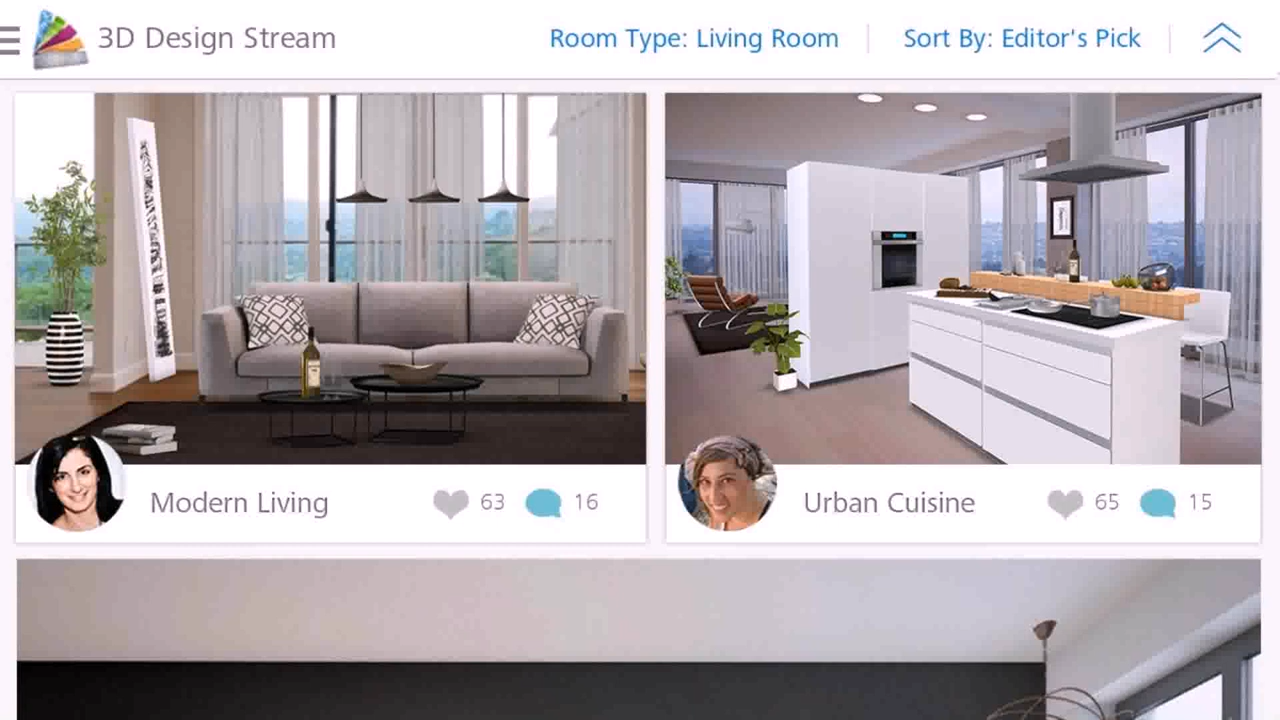 3D Design Stream
Room Type: Living Room
Sort By: Editor's Pick
Modern Living
63
16
Urban Cuisine
65
15